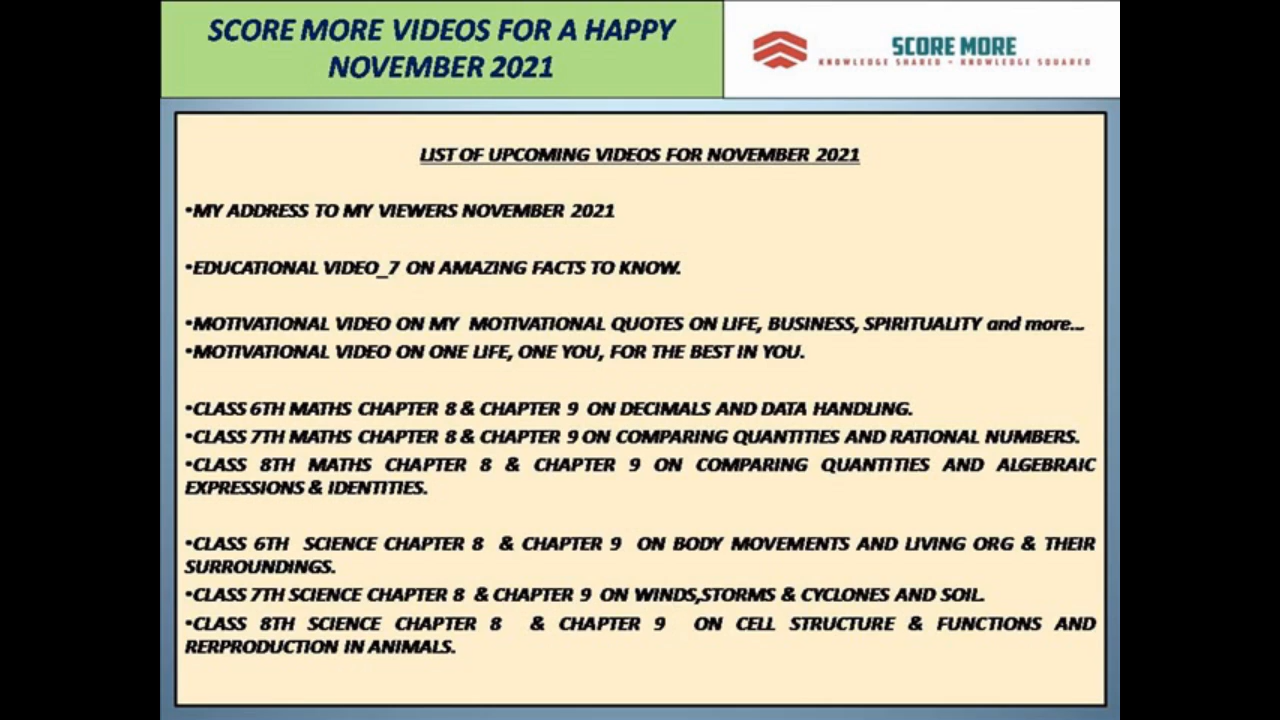 SCORE MORE VIDEOS FOR A HAPPY
NOVEMBER 2021
SCORE MORE
KNOWLEDGE SHARED - KNOWLEDGE SQUARED
LIST OF UPCOMING VIDEOS FOR NOVEMBER 2021
•MY ADDRESS TO MY VIEWERS NOVEMBER 2021
•EDUCATIONAL VIDEO_7 ON AMAZING FACTS TO KNOW.
•MOTIVATIONAL VIDEO ON MY MOTIVATIONAL QUOTES ON LIFE, BUSINESS, SPIRITUALITY and more...
•MOTIVATIONAL VIDEO ON ONE LIFE, ONE YOU, FOR THE BEST IN YOU.
•CLASS 6TH MATHS CHAPTER 8 & CHAPTER 9 ON DECIMALS AND DATA HANDLING.
•CLASS 7TH MATHS CHAPTER 8 & CHAPTER 9 ON COMPARING QUANTITIES AND RATIONAL NUMBERS.
•CLASS 8TH MATHS CHAPTER 8 & CHAPTER 9 ON COMPARING QUANTITIES AND ALGEBRAIC
EXPRESSIONS & IDENTITIES.
•CLASS 6TH SCIENCE CHAPTER 8 & CHAPTER 9 ON BODY MOVEMENTS AND LIVING ORG & THEIR
SURROUNDINGS.
•CLASS 7TH SCIENCE CHAPTER 8 & CHAPTER 9 ON WINDS,STORMS & CYCLONES AND SOIL.
•CLASS 8TH SCIENCE CHAPTER 8 & CHAPTER 9 ON CELL STRUCTURE & FUNCTIONS AND
RERPRODUCTION IN ANIMALS.